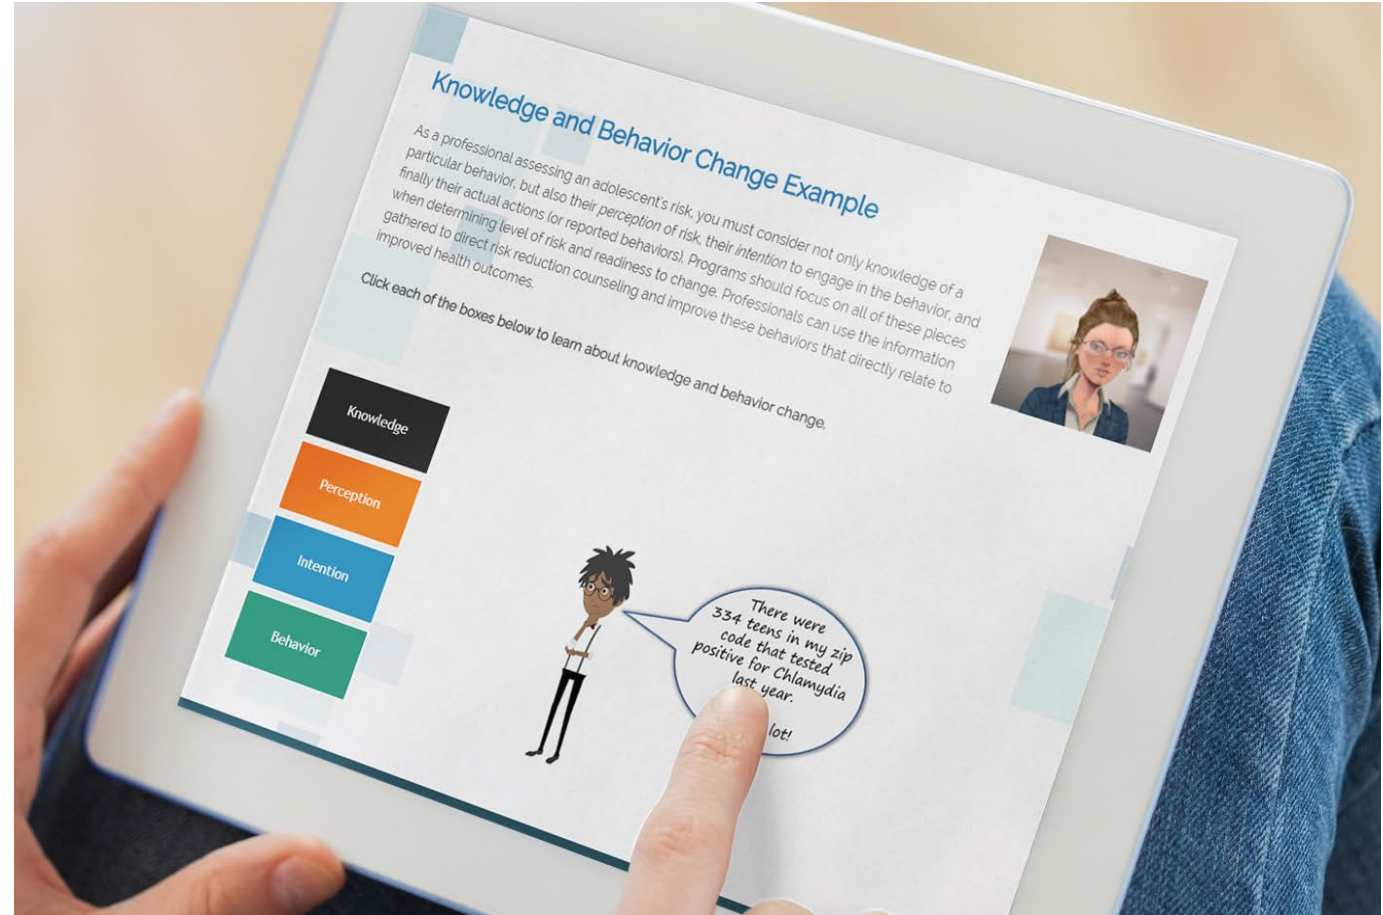 Knowledge and Behavior Change Example
As a professional assessing an adolescent's risk, you must consider not only knowledge of a
particular behavior, but also their perception of risk, their intention to engage in the behavior, and
finally their actual actions (or reported behaviors). Programs should focus on all of these pieces
when determining level of risk and readiness to change. Professionals can use the information
gathered to direct risk reduction counseling and improve these behaviors that directly relate to
improved health outcomes.
Click each of the boxes below to learn about knowledge and behavior change.
Knowledge
Perception
Intention
Behavior
There were
334 teens in my zip
code that tested
positive for Chlamydia
last year.
lot!